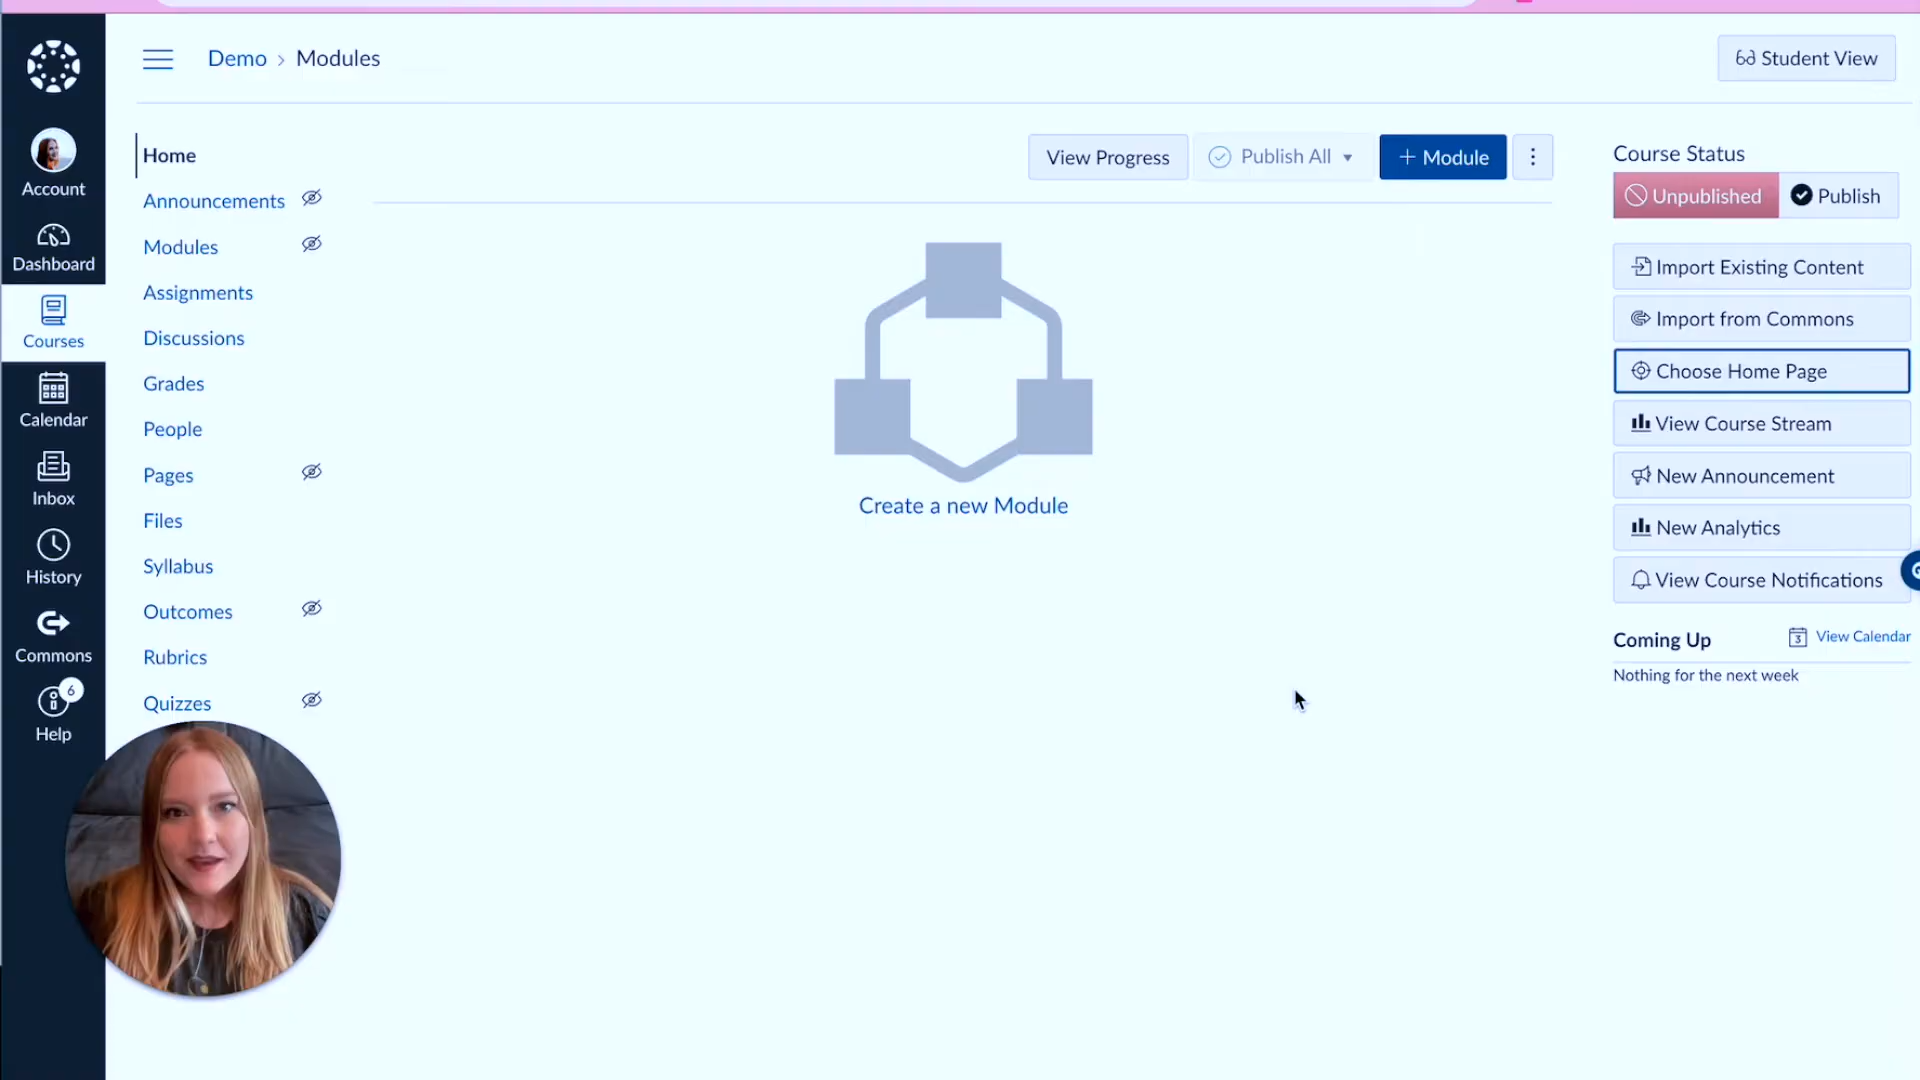 Demo › Modules
Student View
Account
Dashboard
Courses
Calendar
Inbox
History
Commons
6
Help
Home
Announcements
Modules
Assignments
Discussions
Grades
People
Pages
Files
Syllabus
Outcomes
Rubrics
Quizzes
View Progress
Publish All
+ Module
Create a new Module
Course Status
Unpublished
Publish
Import Existing Content
Import from Commons
Choose Home Page
View Course Stream
New Announcement
New Analytics
View Course Notifications
Coming Up
3
View Calendar
Nothing for the next week